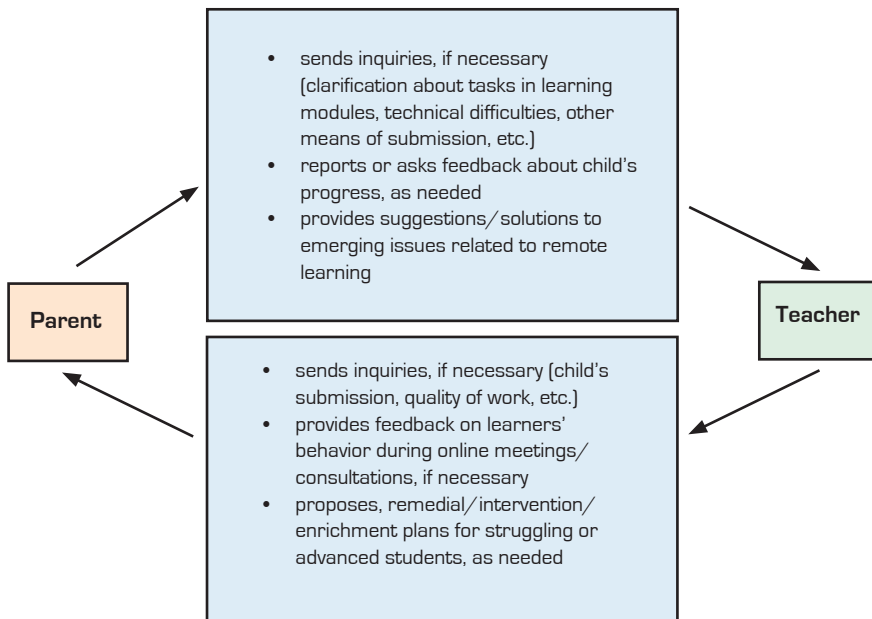 • sends inquiries, if necessary
(clarification about tasks in learning
modules, technical difficulties, other
means of submission, etc.)
• reports or asks feedback about child's
progress, as needed
• provides suggestions/solutions to
emerging issues related to remote
learning
Parent
Teacher
• sends inquiries, if necessary (child's
submission, quality of work, etc.)
• provides feedback on learners'
behavior during online meetings/
consultations, if necessary
• proposes, remedial/intervention/
enrichment plans for struggling or
advanced students, as needed